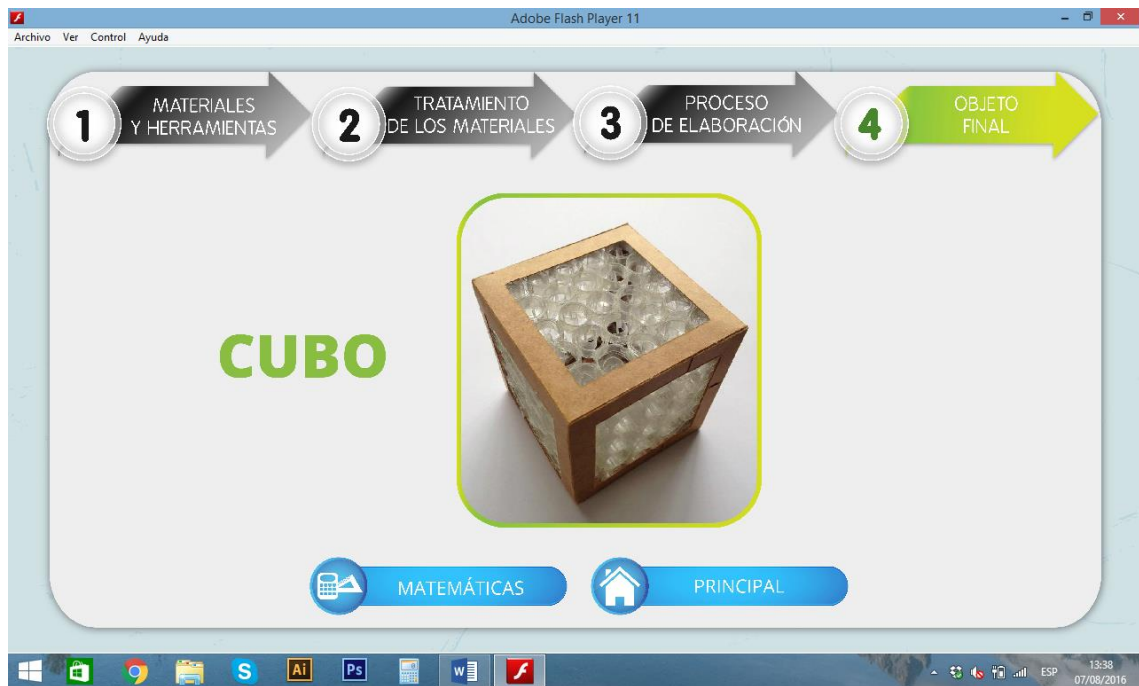 Adobe Flash Player 11
Archivo Ver Control Ayuda
1
MATERIALES
Y HERRAMIENTAS
2
TRATAMIENTO
DE LOS MATERIALES
3
PROCESO
DE ELABORACIÓN
4
OBJETO
FINAL
CUBO
MATEMÁTICAS
PRINCIPAL
S
Ai
Ps
W
ESP
13:38
07/08/2016